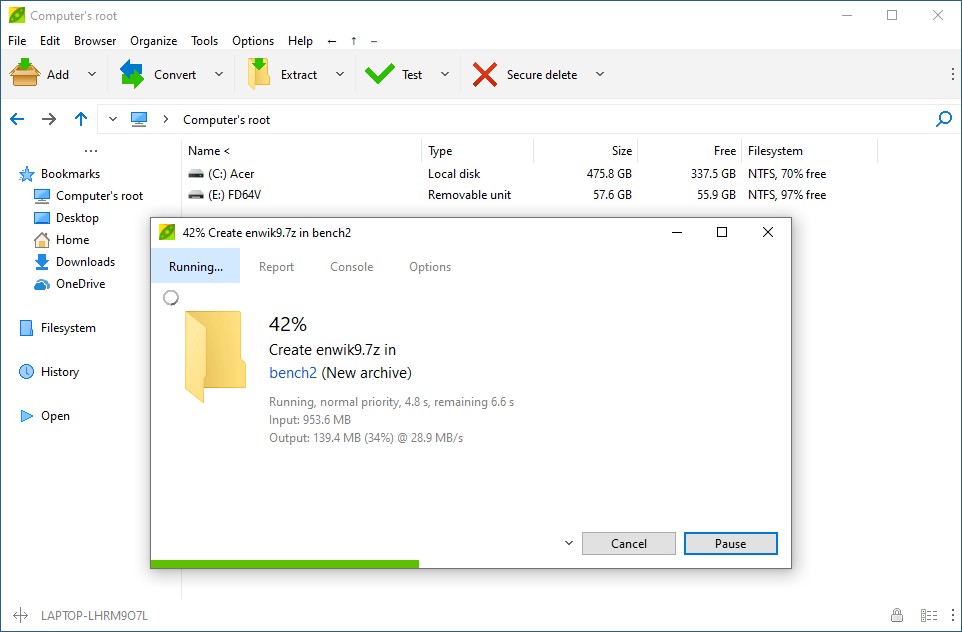 Computer's root
File Edit Browser Organize Tools Options Help ← ↑ –
Add Convert Extract Test Secure delete
Computer's root
...
Name < Type Size Free Filesystem
Bookmarks
(C:) Acer Local disk 475.8 GB 337.5 GB NTFS, 70% free
Computer's root
(E:) FD64V Removable unit 57.6 GB 55.9 GB NTFS, 97% free
Desktop
Home
Downloads
OneDrive
Filesystem
History
Open
42% Create enwik9.7z in bench2
Running... Report Console Options
42%
Create enwik9.7z in
bench2 (New archive)
Running, normal priority, 4.8 s, remaining 6.6 s
Input: 953.6 MB
Output: 139.4 MB (34%) @ 28.9 MB/s
Cancel Pause
LAPTOP-LHRM9O7L